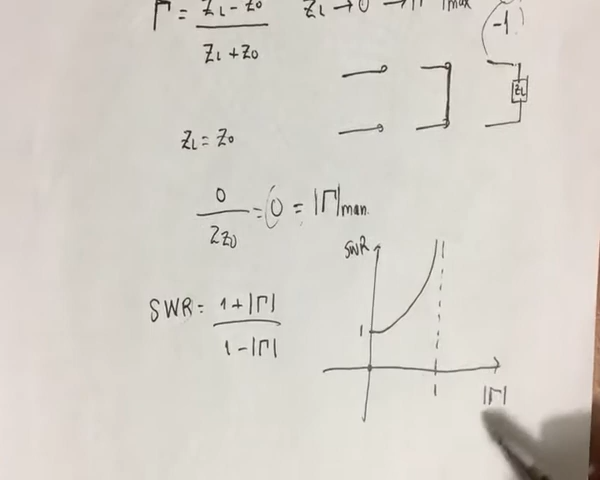 Γ = (ZL - Z0) / (ZL + Z0) ZL → 0 → |Γ|max (-1)
ZL
ZL = Z0
0 / 2Z0 = 0 = |Γ|man.
SWR
SWR = (1+|Γ|) / (1-|Γ|)
1
1
|Γ|